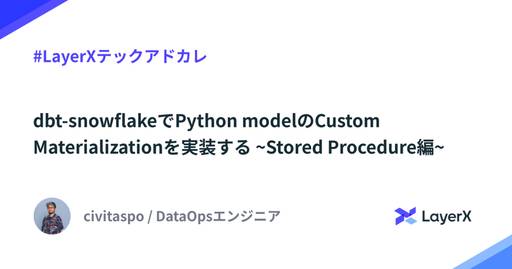 #LayerXテックアドカレ
dbt-snowflakeでPython modelのCustom
Materializationを実装する ~Stored Procedure編~
civitaspo / DataOpsエンジニア
LayerX